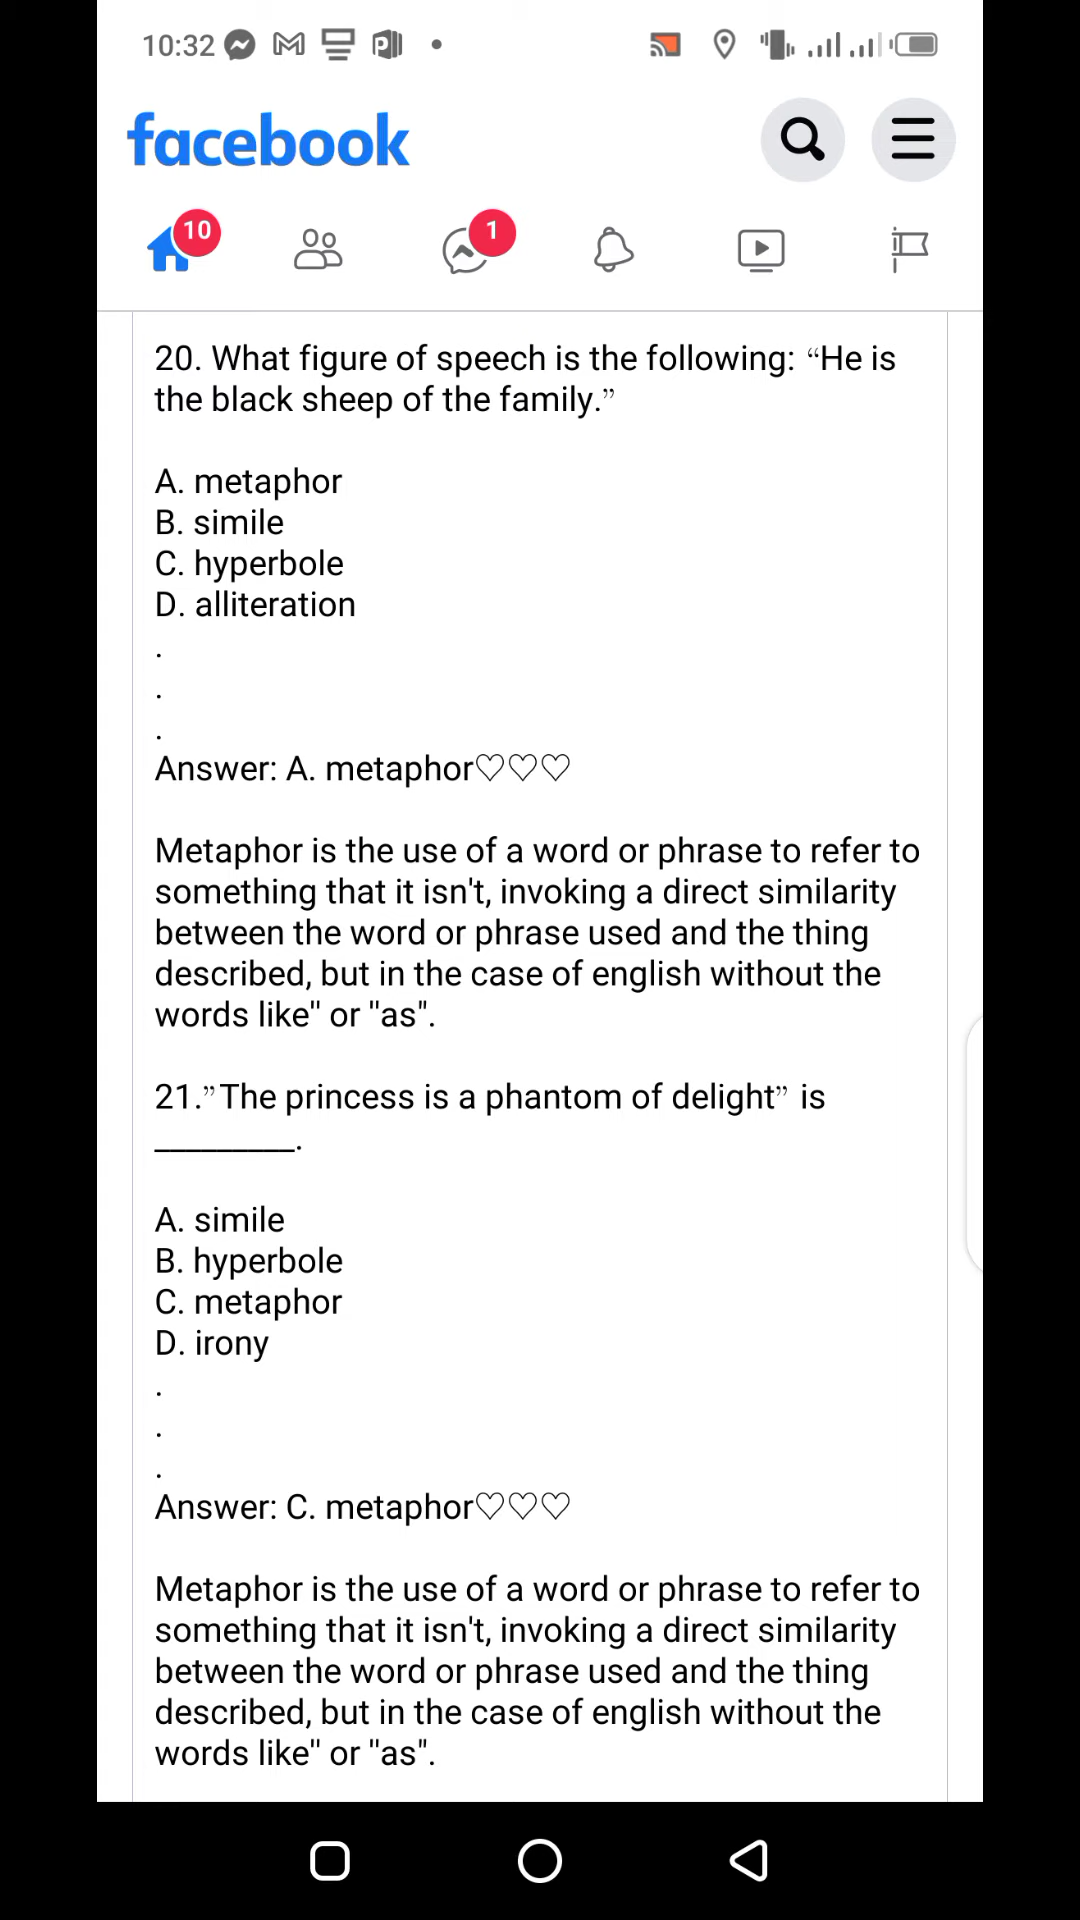 10:32
facebook
10
1
20. What figure of speech is the following: “He is
the black sheep of the family.”
A. metaphor
B. simile
C. hyperbole
D. alliteration
.
.
.
Answer: A. metaphor♡♡♡
Metaphor is the use of a word or phrase to refer to
something that it isn't, invoking a direct similarity
between the word or phrase used and the thing
described, but in the case of english without the
words like" or "as".
21.”The princess is a phantom of delight” is
_________.
A. simile
B. hyperbole
C. metaphor
D. irony
.
.
.
Answer: C. metaphor♡♡♡
Metaphor is the use of a word or phrase to refer to
something that it isn't, invoking a direct similarity
between the word or phrase used and the thing
described, but in the case of english without the
words like" or "as".